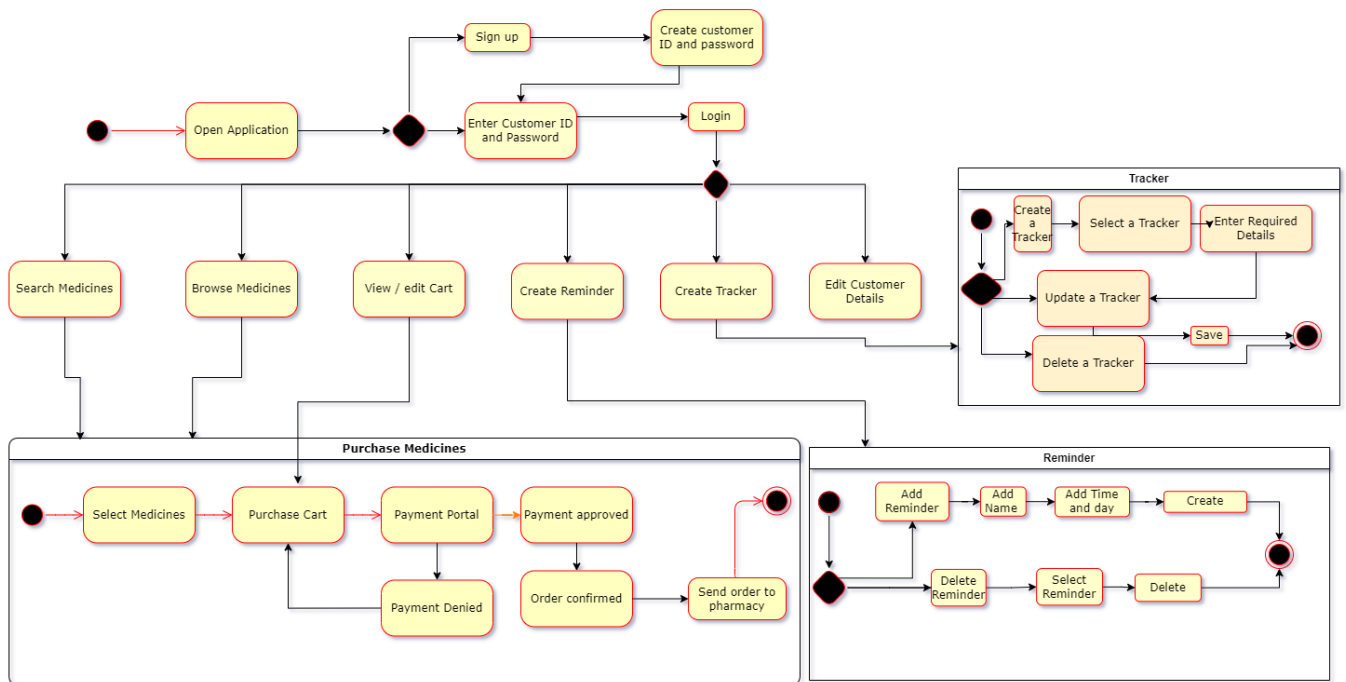 Sign up
Create customer
ID and password
Open Application
Enter Customer ID
and Password
Login
Search Medicines
Browse Medicines
View / edit Cart
Create Reminder
Create Tracker
Edit Customer
Details
Tracker
Create
a
Tracker
Select a Tracker
Enter Required
Details
Update a Tracker
Save
Delete a Tracker
Purchase Medicines
Select Medicines
Purchase Cart
Payment Portal
Payment approved
Payment Denied
Order confirmed
Send order to
pharmacy
Reminder
Add
Reminder
Add
Name
Add Time
and day
Create
Delete
Reminder
Select
Reminder
Delete